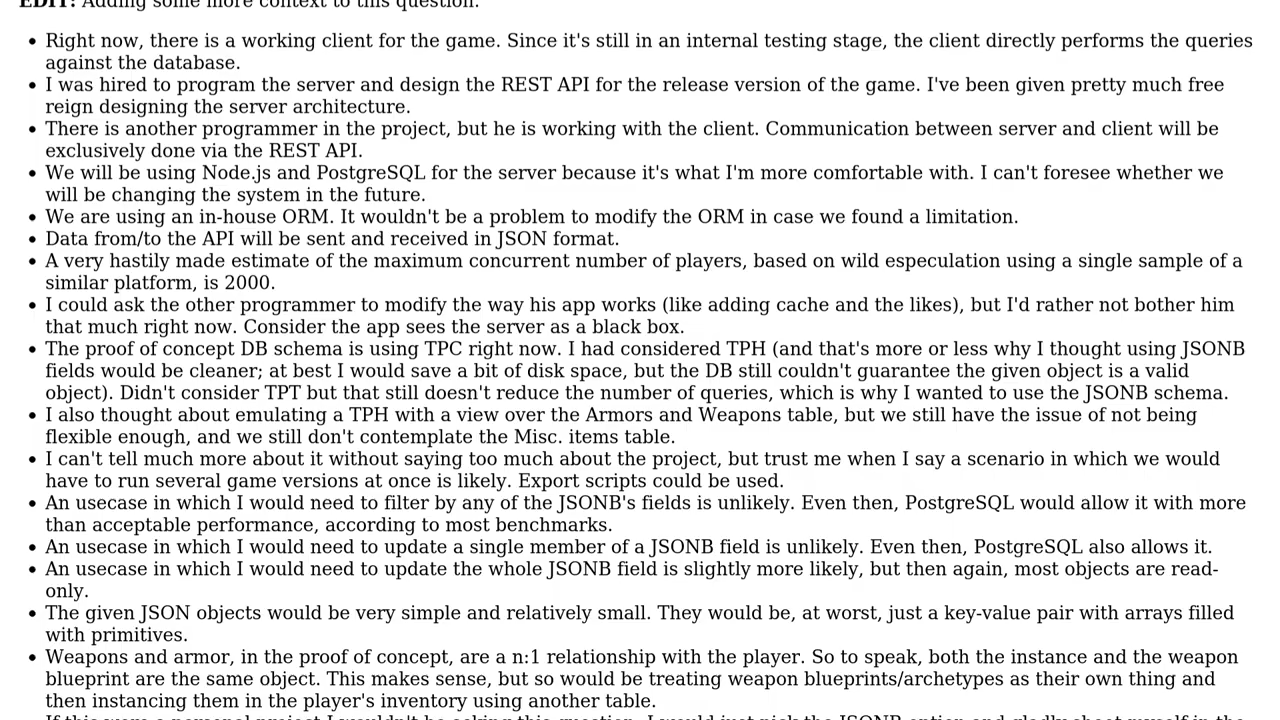 EDIT: Adding some more context to this question.
• Right now, there is a working client for the game. Since it's still in an internal testing stage, the client directly performs the queries
against the database.
• I was hired to program the server and design the REST API for the release version of the game. I've been given pretty much free
reign designing the server architecture.
• There is another programmer in the project, but he is working with the client. Communication between server and client will be
exclusively done via the REST API.
• We will be using Node.js and PostgreSQL for the server because it's what I'm more comfortable with. I can't foresee whether we
will be changing the system in the future.
• We are using an in-house ORM. It wouldn't be a problem to modify the ORM in case we found a limitation.
• Data from/to the API will be sent and received in JSON format.
• A very hastily made estimate of the maximum concurrent number of players, based on wild especulation using a single sample of a
similar platform, is 2000.
• I could ask the other programmer to modify the way his app works (like adding cache and the likes), but I'd rather not bother him
that much right now. Consider the app sees the server as a black box.
• The proof of concept DB schema is using TPC right now. I had considered TPH (and that's more or less why I thought using JSONB
fields would be cleaner; at best I would save a bit of disk space, but the DB still couldn't guarantee the given object is a valid
object). Didn't consider TPT but that still doesn't reduce the number of queries, which is why I wanted to use the JSONB schema.
• I also thought about emulating a TPH with a view over the Armors and Weapons table, but we still have the issue of not being
flexible enough, and we still don't contemplate the Misc. items table.
• I can't tell much more about it without saying too much about the project, but trust me when I say a scenario in which we would
have to run several game versions at once is likely. Export scripts could be used.
• An usecase in which I would need to filter by any of the JSONB's fields is unlikely. Even then, PostgreSQL would allow it with more
than acceptable performance, according to most benchmarks.
• An usecase in which I would need to update a single member of a JSONB field is unlikely. Even then, PostgreSQL also allows it.
• An usecase in which I would need to update the whole JSONB field is slightly more likely, but then again, most objects are read-
only.
• The given JSON objects would be very simple and relatively small. They would be, at worst, just a key-value pair with arrays filled
with primitives.
• Weapons and armor, in the proof of concept, are a n:1 relationship with the player. So to speak, both the instance and the weapon
blueprint are the same object. This makes sense, but so would be treating weapon blueprints/archetypes as their own thing and
then instancing them in the player's inventory using another table.